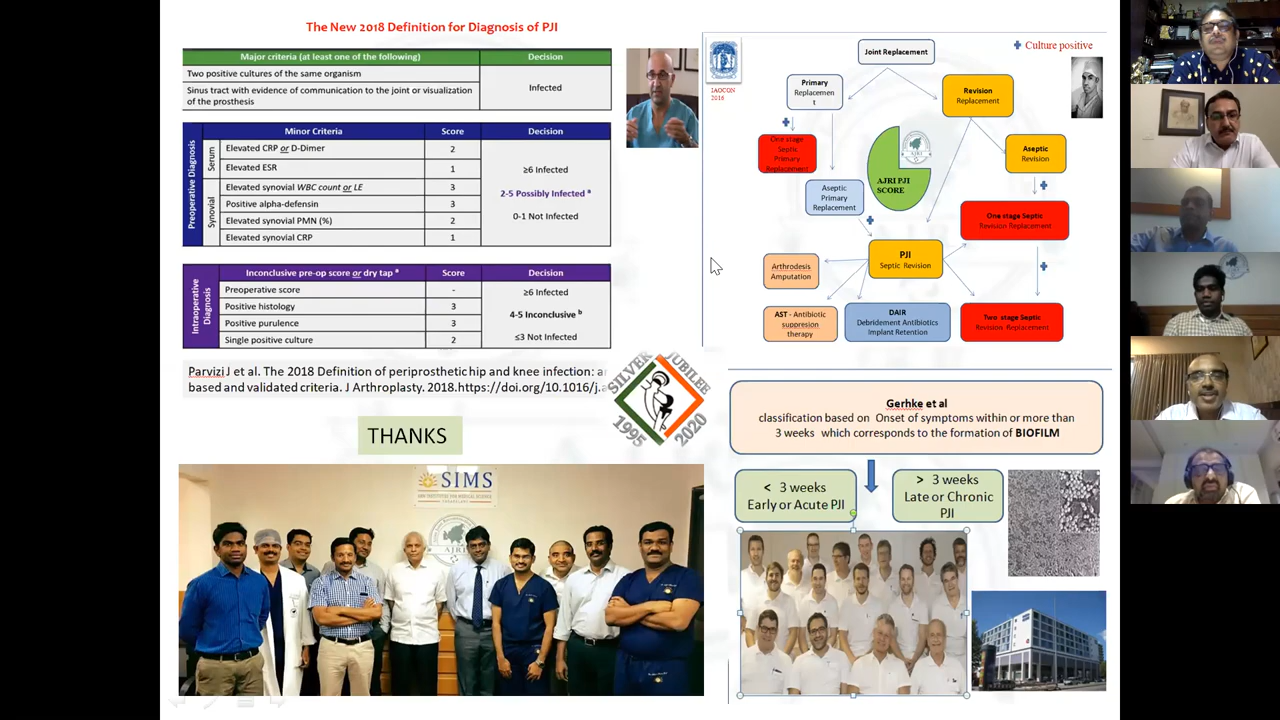 The New 2018 Definition for Diagnosis of PJI
Major criteria (at least one of the following)
Decision
Two positive cultures of the same organism
Sinus tract with evidence of communication to the joint or visualization
of the prosthesis
Infected
Preoperative Diagnosis
Serum
Synovial
Minor Criteria
Score
Decision
Elevated CRP or D-Dimer
2
Elevated ESR
1
Elevated synovial WBC count or LE
3
Positive alpha-defensin
3
Elevated synovial PMN (%)
2
Elevated synovial CRP
1
≥6 Infected
2-5 Possibly Infected a
0-1 Not Infected
Intraoperative
Diagnosis
Inconclusive pre-op score or dry tap a
Score
Decision
Preoperative score
-
Positive histology
3
Positive purulence
3
Single positive culture
2
≥6 Infected
4-5 Inconclusive b
≤3 Not Infected
Parvizi J et al. The 2018 Definition of periprosthetic hip and knee infection:
based and validated criteria. J Arthroplasty. 2018.https://doi.org/10.1016/j.
SILVER
JUBILEE
1995
2020
THANKS
SIMS
AJRI
IAOCON
2016
Joint Replacement
Culture positive
Primary
Replacemen
t
Revision
Replacement
One stage
Septic
Primary
Replacement
AJRI PJI
SCORE
Aseptic
Revision
Aseptic
Primary
Replacement
One stage Septic
Revision Replacement
PJI
Septic Revision
Arthrodesis
Amputation
AST - Antibiotic
suppresion
therapy
DAIR
Debridement Antibiotics
Implant Retention
Two stage Septic
Revision Replacement
Gerhke et al
classification based on Onset of symptoms within or more than
3 weeks which corresponds to the formation of BIOFILM
< 3 weeks
Early or Acute PJI
> 3 weeks
Late or Chronic
PJI